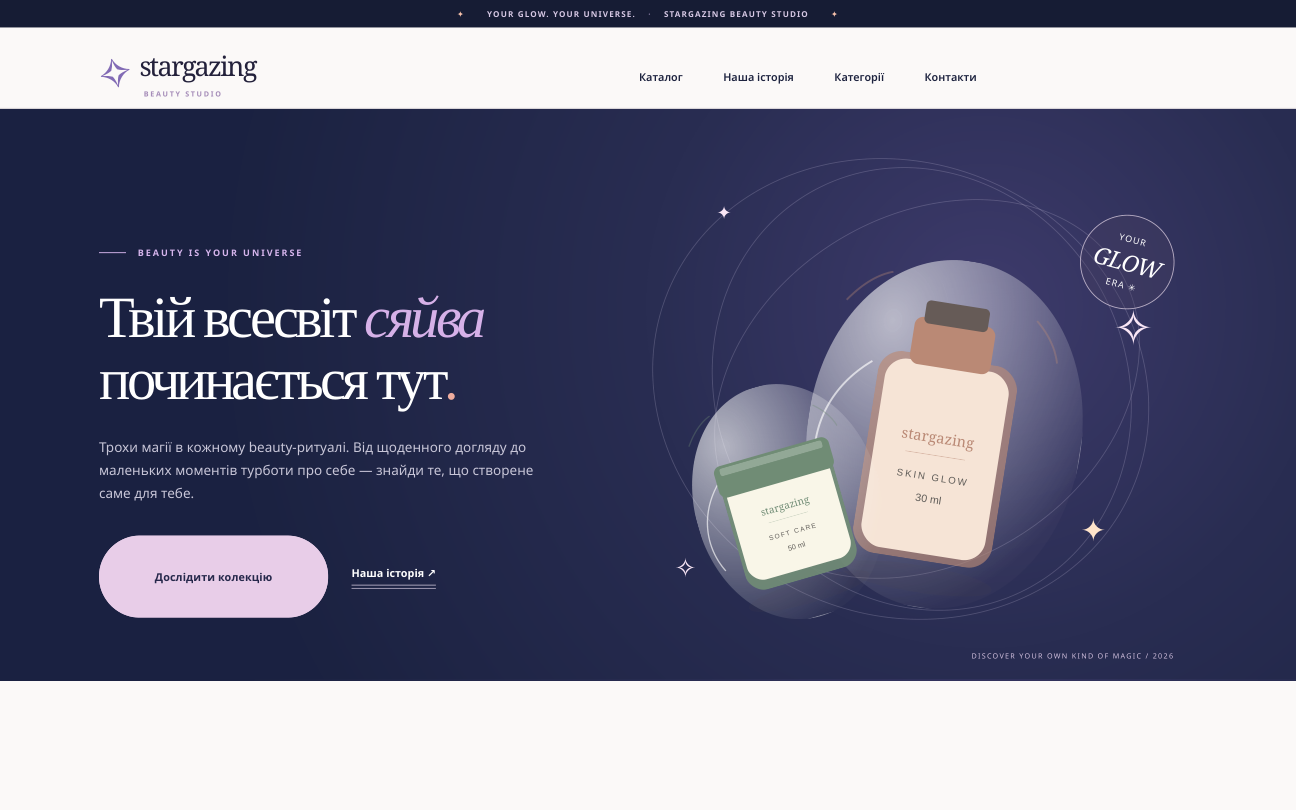 ✦ YOUR GLOW. YOUR UNIVERSE. · STARGAZING BEAUTY STUDIO ✦
stargazing
BEAUTY STUDIO
Каталог Наша історія Категорії Контакти
BEAUTY IS YOUR UNIVERSE
Твій всесвіт сяйва
починається тут.
Трохи магії в кожному beauty-ритуалі. Від щоденного догляду до
маленьких моментів турботи про себе — знайди те, що створене
саме для тебе.
Дослідити колекцію
Наша історія ↗
YOUR
GLOW
ERA ✳
stargazing
SKIN GLOW
30 ml
stargazing
SOFT CARE
50 ml
DISCOVER YOUR OWN KIND OF MAGIC / 2026